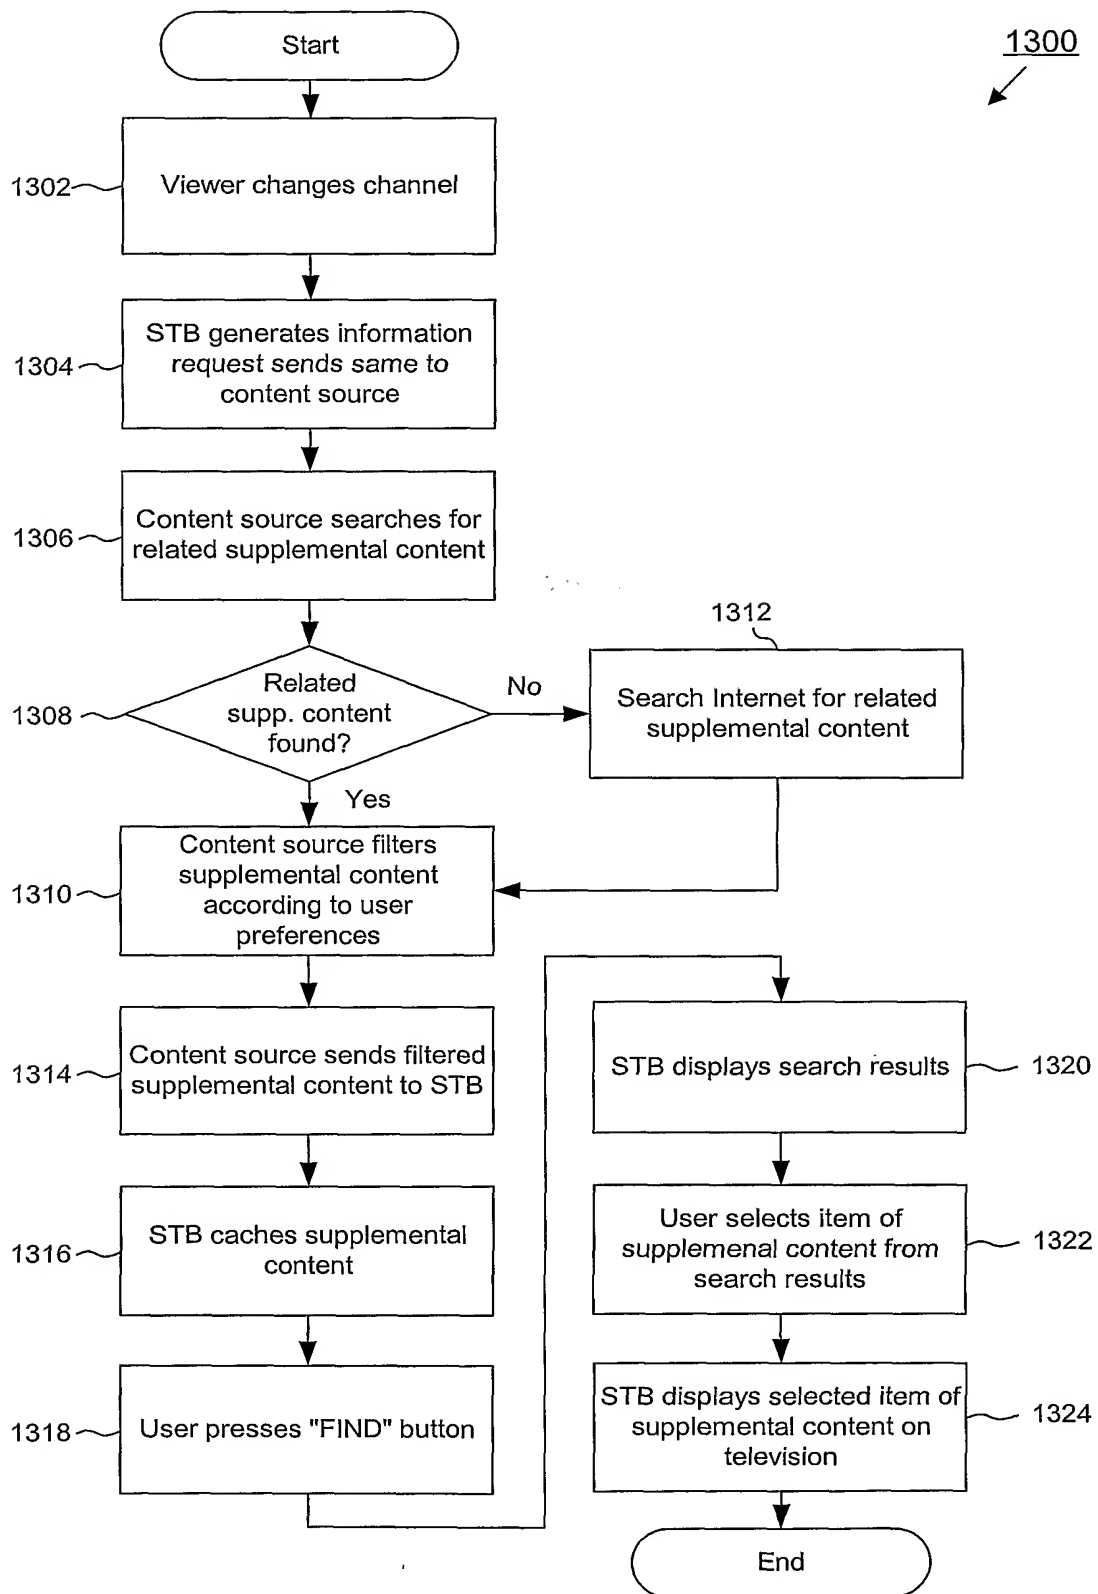 Start
1300
1302
Viewer changes channel
1304
STB generates information
request sends same to
content source
1306
Content source searches for
related supplemental content
1308
Related
supp. content
found?
No
1312
Search Internet for related
supplemental content
Yes
1310
Content source filters
supplemental content
according to user
preferences
1314
Content source sends filtered
supplemental content to STB
1316
STB caches supplemental
content
1318
User presses "FIND" button
STB displays search results
1320
User selects item of
supplemenal content from
search results
1322
STB displays selected item of
supplemental content on
television
1324
End